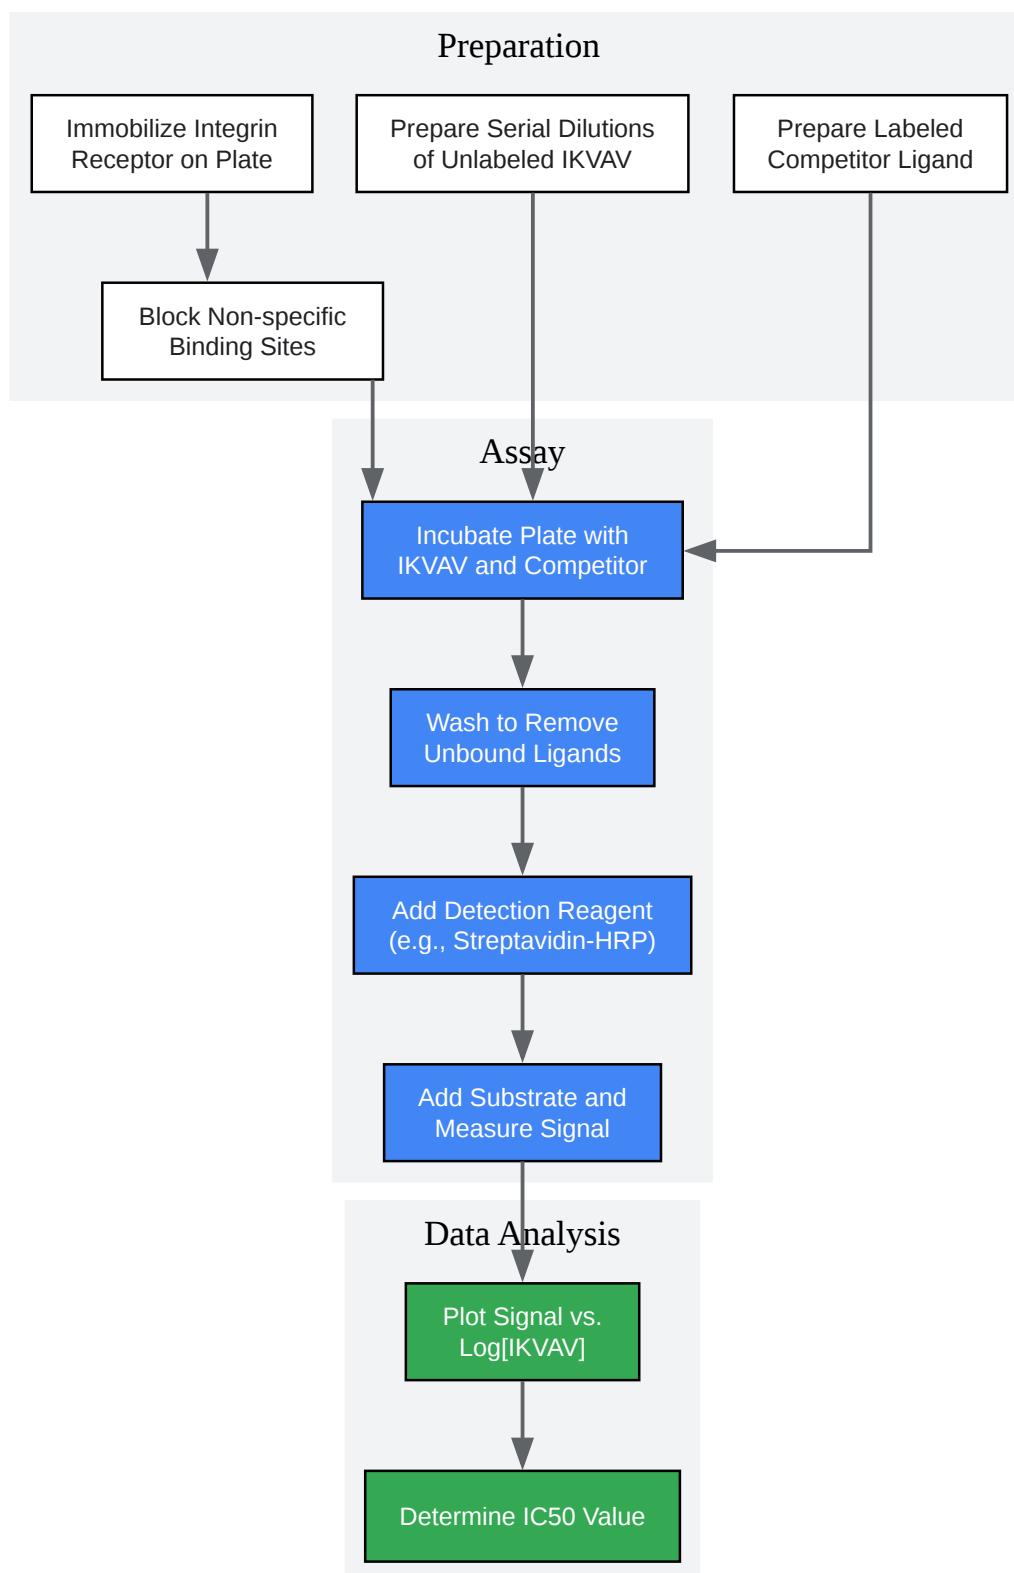 Preparation
Immobilize Integrin
Receptor on Plate
Prepare Serial Dilutions
of Unlabeled IKVAV
Prepare Labeled
Competitor Ligand
Block Non-specific
Binding Sites
Assay
Incubate Plate with
IKVAV and Competitor
Wash to Remove
Unbound Ligands
Add Detection Reagent
(e.g., Streptavidin-HRP)
Add Substrate and
Measure Signal
Data Analysis
Plot Signal vs.
Log[IKVAV]
Determine IC50 Value